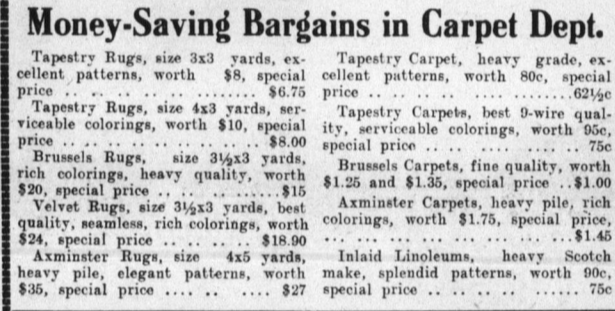 Money-Saving Bargains in Carpet Dept.
Tapestry Rugs, size 3x3 yards, ex-
cellent patterns, worth $8, special
price .. .. .. .. .. ........ $6.75
Tapestry Rugs, size 4x3 yards, ser-
viceable colorings, worth $10, special
price .. .. .. .. .. .. .. ...... $8.00
Brussels Rugs, size 3½x3 yards,
rich colorings, heavy quality, worth
$20, special price .. .. .. .. .. $15
Velvet Rugs, size 3½x3 yards, best
quality, seamless, rich colorings, worth
$24, special price .. .. .. .. $18.90
Axminster Rugs, size 4x5 yards,
heavy pile, elegant patterns, worth
$35, special price .... .. .... $27
Tapestry Carpet, heavy grade, ex-
cellent patterns, worth 80c, special
price .. .. .. .. .. .. ........ 62½c
Tapestry Carpets, best 9-wire qual-
ity, serviceable colorings, worth 95c,
special price .. .. .. .. .. .... 75c
Brussels Carpets, fine quality, worth
$1.25 and $1.35, special price ..$1.00
Axminster Carpets, heavy pile, rich
colorings, worth $1.75, special price,
... ... ... ... ... ... ... ... $1.45
Inlaid Linoleums, heavy Scotch
make, splendid patterns, worth 90c,
special price .. .. .. .. ...... 75c